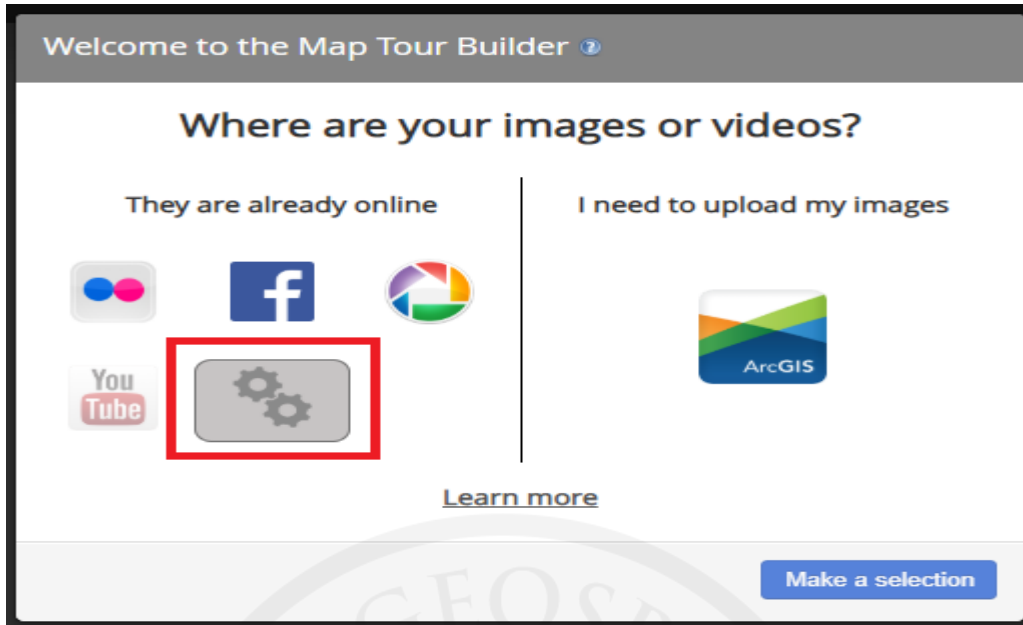 Welcome to the Map Tour Builder ?
Where are your images or videos?
They are already online
I need to upload my images
f
You
Tube
ArcGIS
Learn more
Make a selection
GEOSP